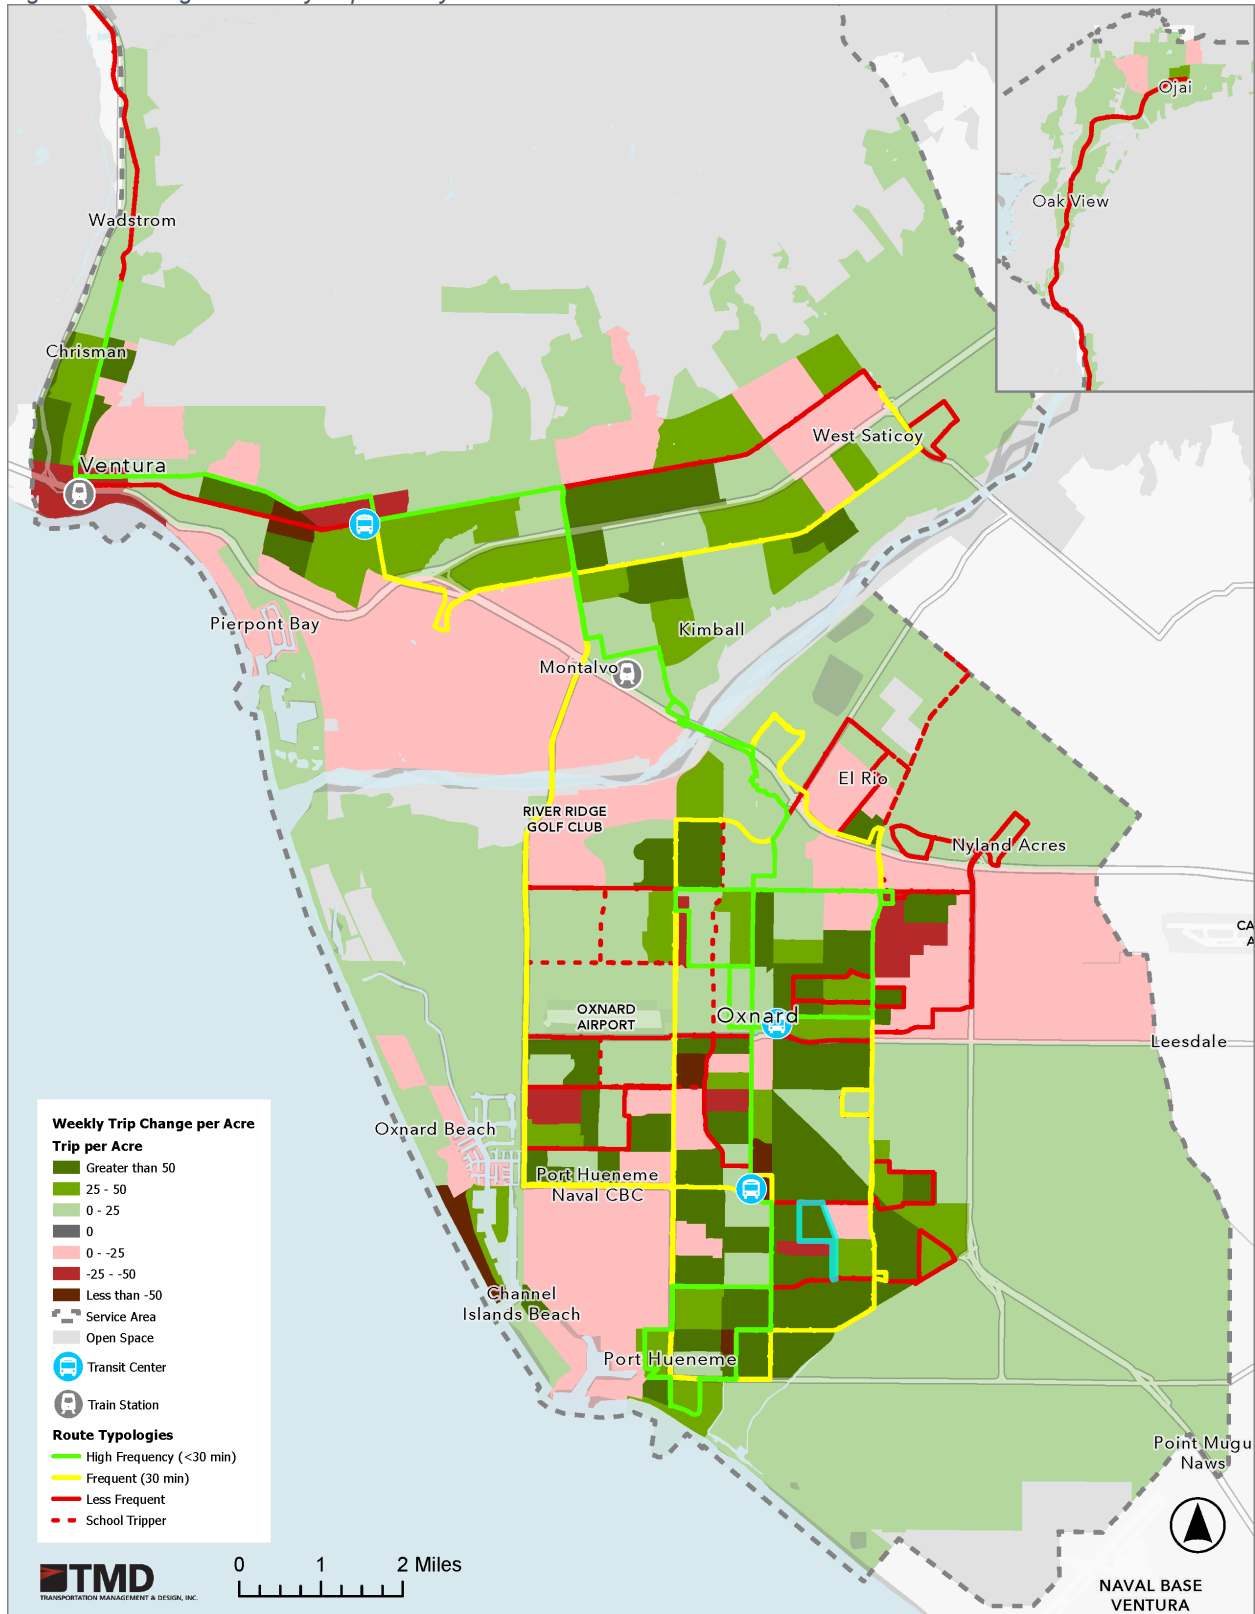 Ojai
Oak View
Wadstrom
Chrisman
Ventura
West Saticoy
Pierpont Bay
Kimball
Montalvo
El Rio
RIVER RIDGE
GOLF CLUB
Nyland Acres
CA
A
OXNARD
AIRPORT
Oxnard
Leesdale
Oxnard Beach
Port Hueneme
Naval CBC
Channel
Islands Beach
Port Hueneme
Point Mugu
Naws
NAVAL BASE
VENTURA
Weekly Trip Change per Acre
Trip per Acre
Greater than 50
25 - 50
0 - 25
0
0 - -25
-25 - -50
Less than -50
Service Area
Open Space
Transit Center
Train Station
Route Typologies
High Frequency (<30 min)
Frequent (30 min)
Less Frequent
School Tripper
TMD
TRANSPORTATION MANAGEMENT & DESIGN, INC.
0 1 2 Miles